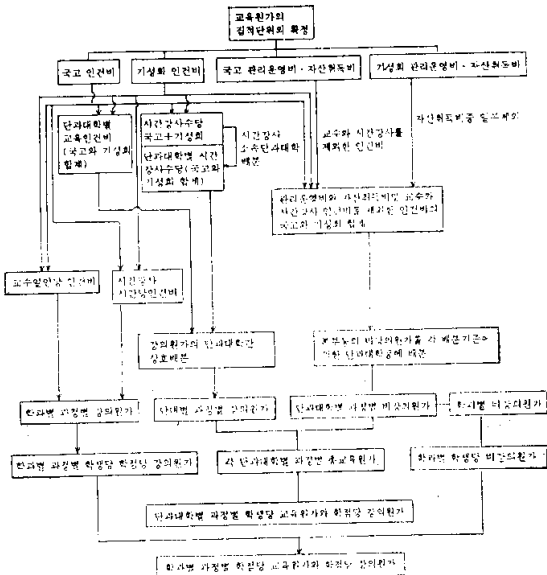 교육원가의
집적단위의 확정
국고 인건비
기성회 인건비
국고 관리운영비·자산취득비
기성회 관리운영비·자산취득비
단과대학별
교육인건비
(국고와 기성회
합계)
시간강사수당
국고+기성회
단과대학별 시간
강사수당(국고와
기성회 합계)
시간강사
소속단과대학
배분
교수와 시간강사를
제외한 인건비
자산취득비중 일부제외
관리운영비와 자산취득비및 교수와
시간강사 인건비를 제외한 인건비의
국고와 기성회 합계
교수일인당 인건비
시간강사
시간당인건비
강의원가의 단과대학간
상호배분
비강의원가를 각 배분기준에
의한 단과대학에 배분
학과별 과정별 강의원가
단대별 과정별 강의원가
단과대학별 과정별 비강의원가
학과별 비강의원가
학과별 과정별 학생당 학점당 강의원가
각 단과대학별 과정별 총교육원가
학과별 학생당 비강의원가
단과대학별 과정별 학생당 교육원가와 학점당 강의원가
학과별 과정별 학점당 교육원가와 학점당 강의원가